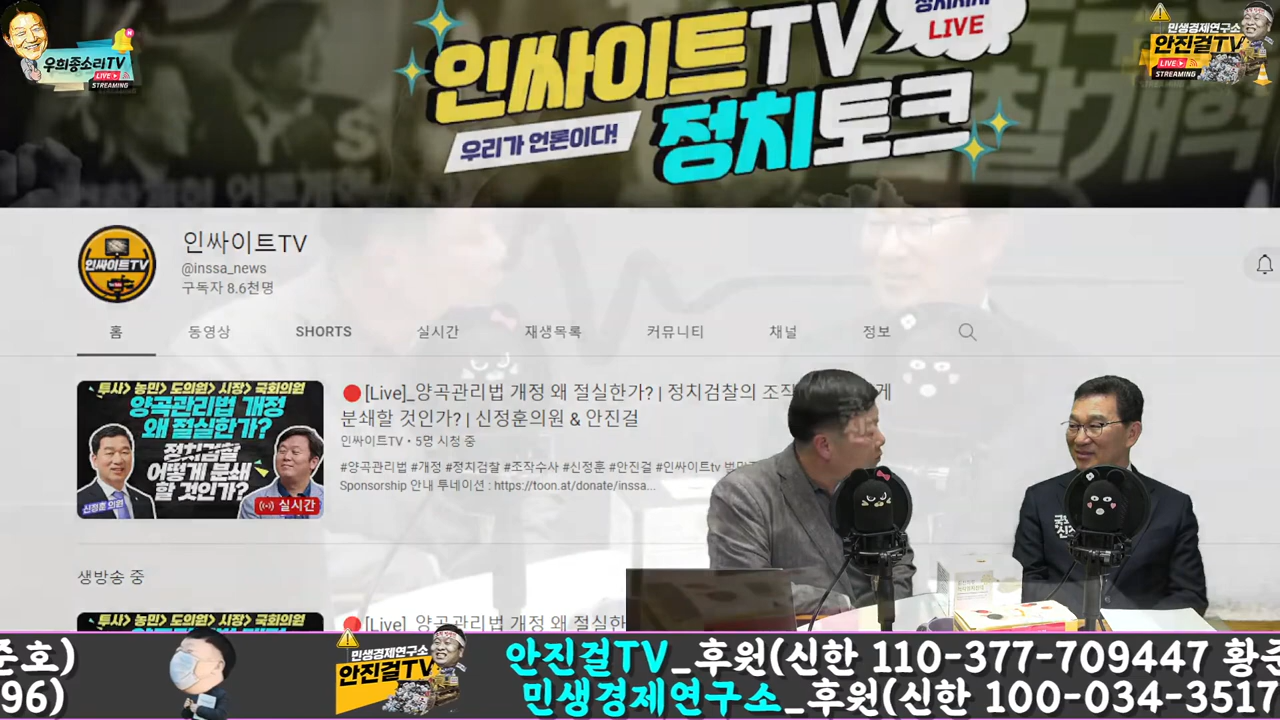 우희종소리TV
LIVE
STREAMING
인싸이트TV
LIVE
우리가 언론이다!
정치토크
찰개혁
민생경제연구소
안진걸TV
LIVE
STREAMING
인싸이트TV
인싸이트TV
@inssa_news
구독자 8.6천명
홈
동영상
SHORTS
실시간
재생목록
커뮤니티
채널
정보
투사> 농민> 도의원> 시장> 국회의원
양곡관리법 개정
왜 절실한가?
정치검찰
어떻게 분쇄
할 것인가?
신정훈 의원
실시간
[Live]_양곡관리법 개정 왜 절실한가? | 정치검찰의 조작
게
분쇄할 것인가? | 신정훈의원 & 안진걸
인싸이트TV • 5명 시청 중
#양곡관리법 #개정 #정치검찰 #조작수사 #신정훈 #안진걸 #인싸이트tv
Sponsorship 안내 투네이션 : https://toon.at/donate/inssa...
생방송 중
투사> 농민> 도의원> 시장> 국회의원
[Live]_양곡관리법 개정 왜 절실한
준호)
96)
민생경제연구소
안진걸TV
안진걸TV_후원(신한 110-377-709447 황준
민생경제연구소_후원(신한 100-034-3517